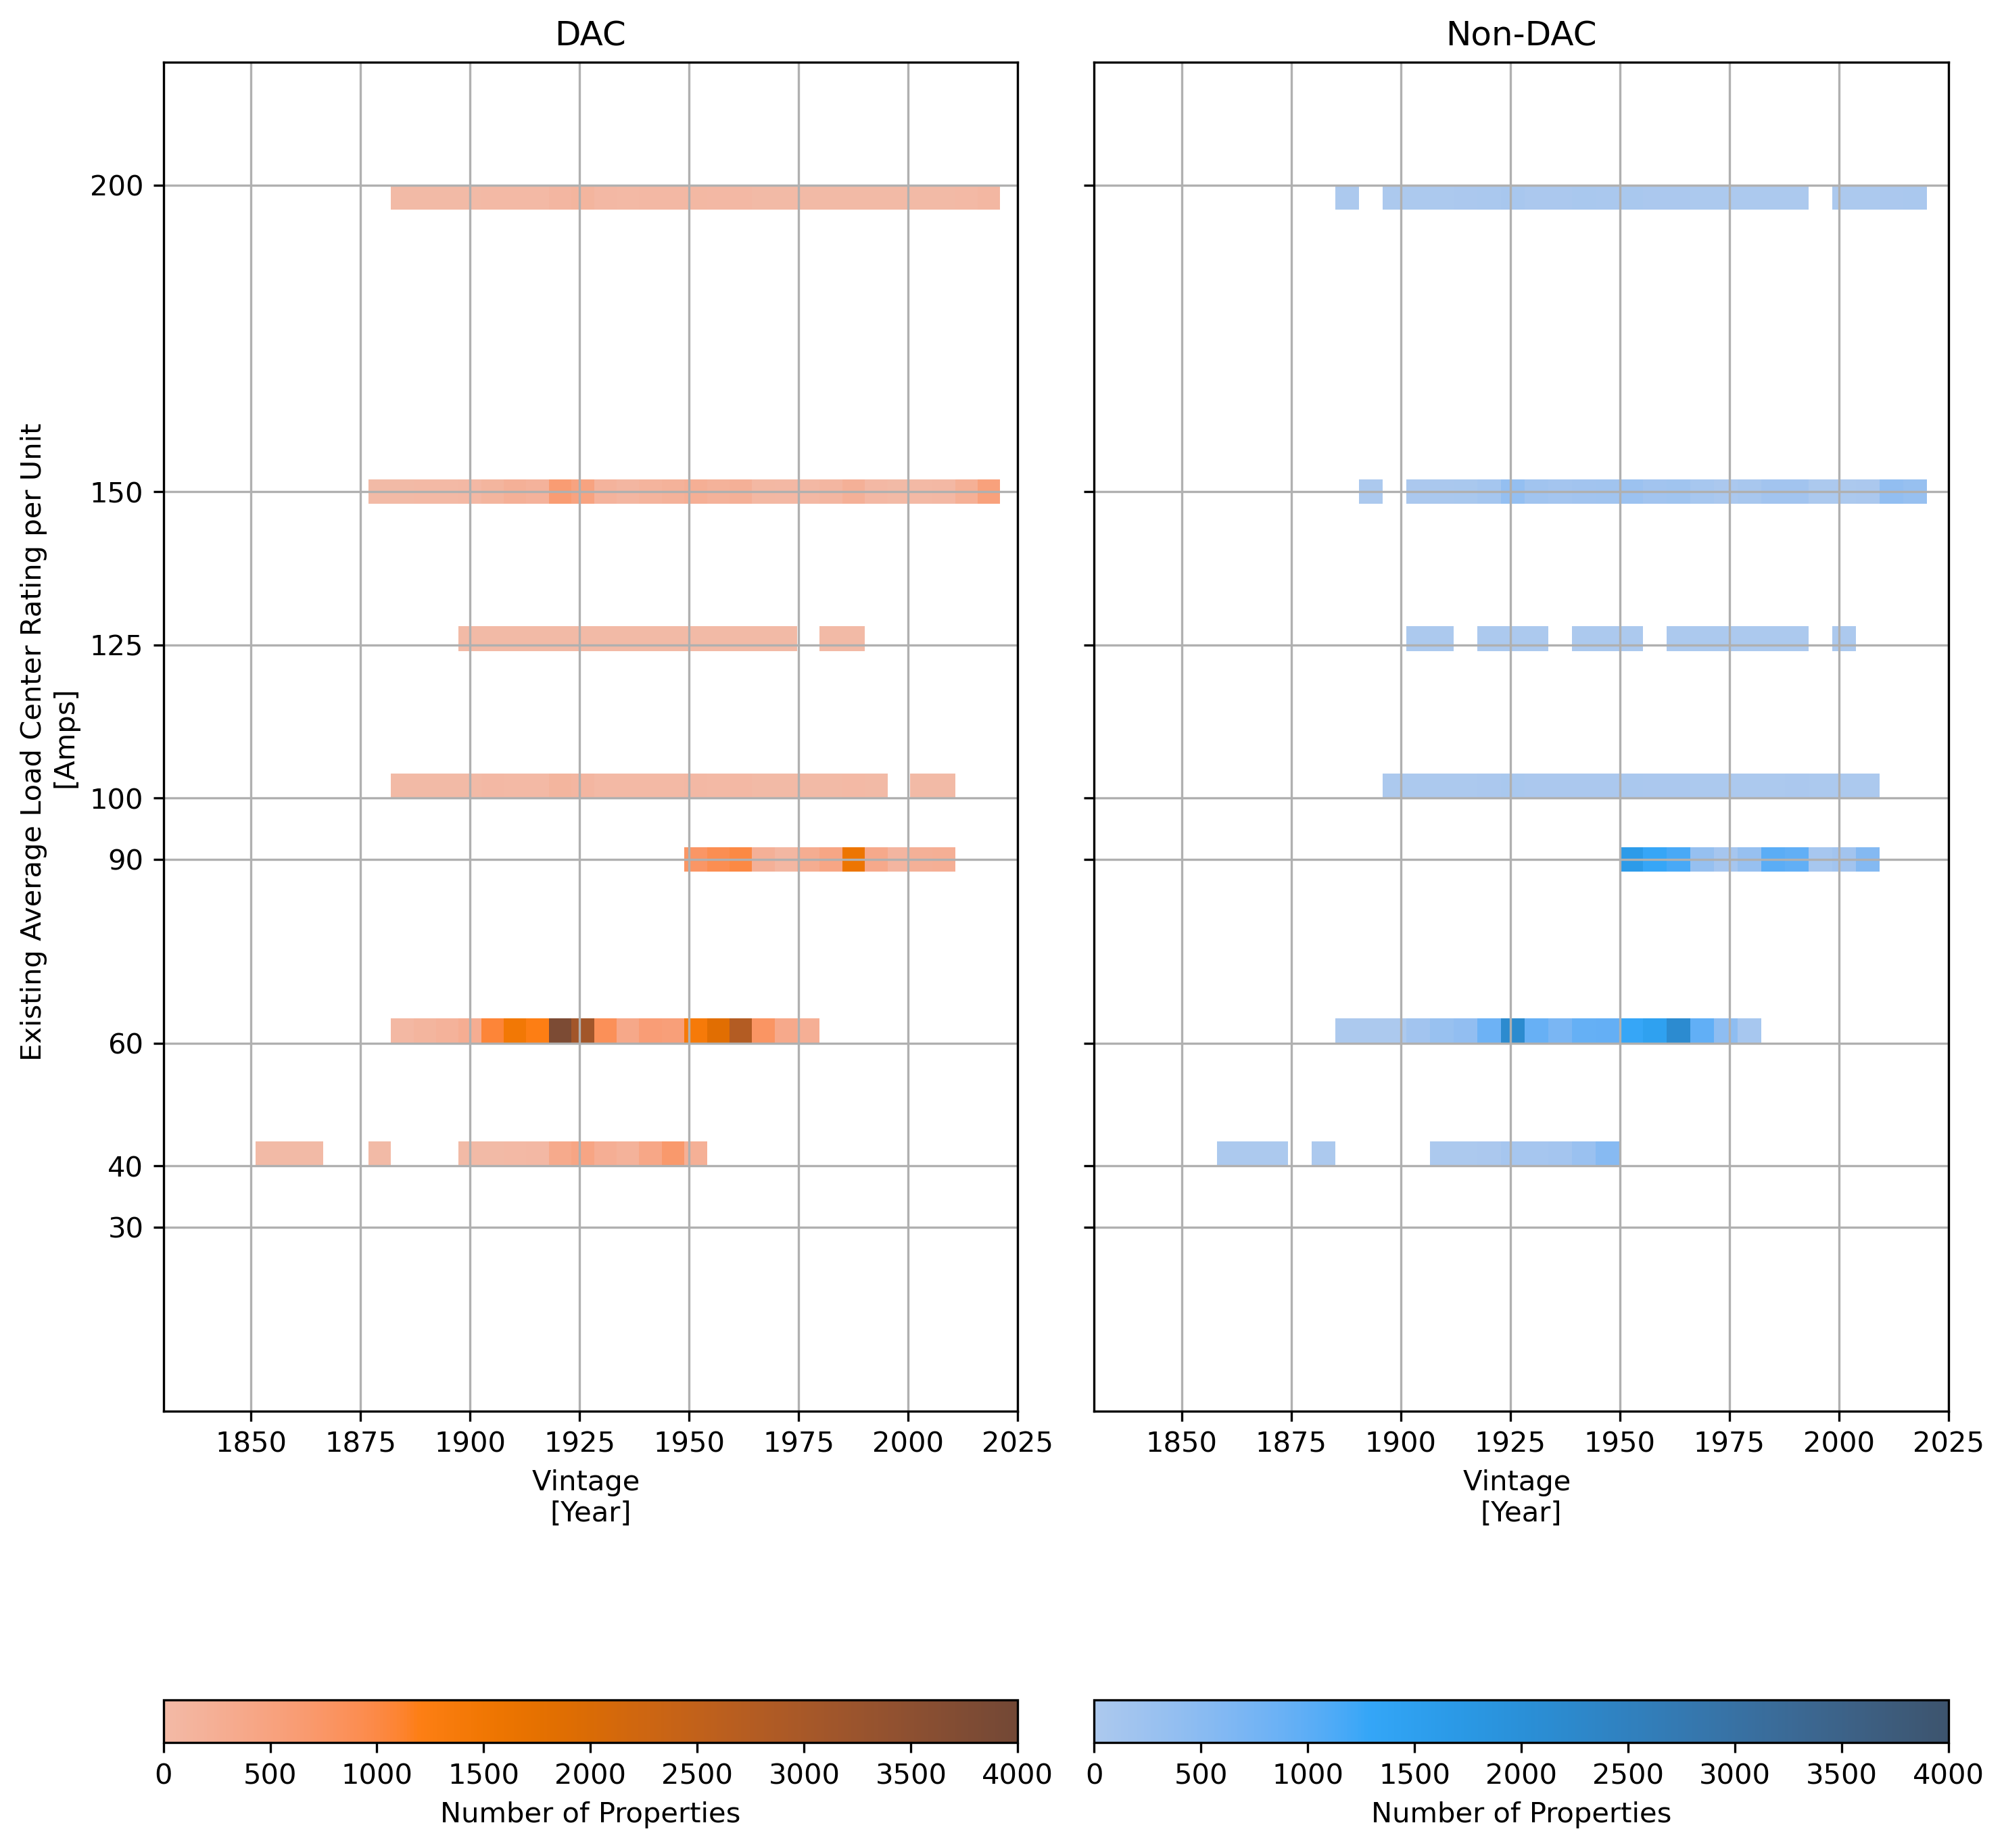 DAC
Non-DAC
Existing Average Load Center Rating per Unit
[Amps]
200
150
125
100
90
60
40
30
1850 1875 1900 1925 1950 1975 2000 2025
1850 1875 1900 1925 1950 1975 2000 2025
Vintage
[Year]
Vintage
[Year]
0 500 1000 1500 2000 2500 3000 3500 4000
Number of Properties
0 500 1000 1500 2000 2500 3000 3500 4000
Number of Properties